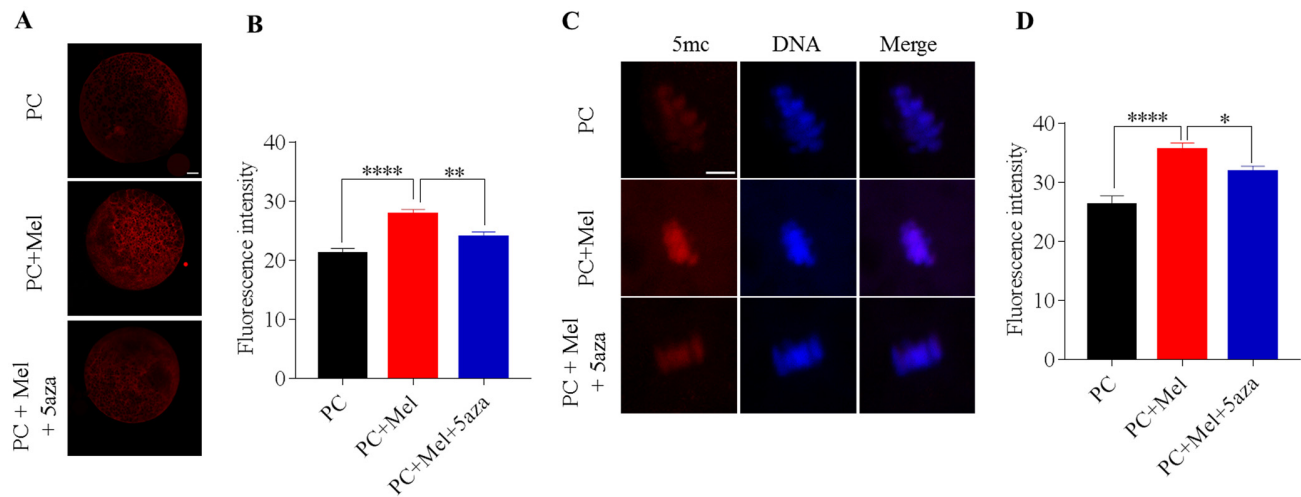 A
PC
PC+Mel
PC + Mel
+ 5aza
B
Fluorescence intensity
40
30
20
10
0
****
**
PC
PC+Mel
PC+Mel+5aza
C
5mc
DNA
Merge
PC
PC+Mel
PC + Mel
+ 5aza
D
Fluorescence intensity
40
30
20
10
0
****
*
PC
PC+Mel
PC+Mel+5aza